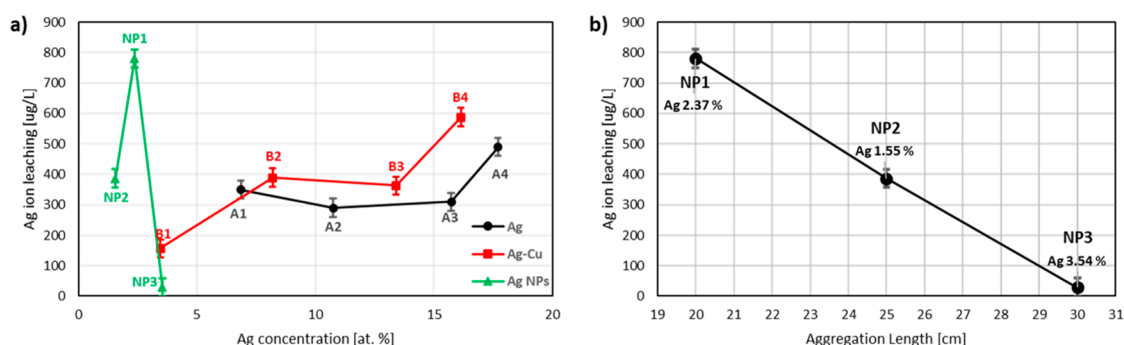 a)
Ag ion leaching [ug/L]
900
800
700
600
500
400
300
200
100
0
NP1
NP2
NP3
B1
B2
B3
B4
A1
A2
A3
A4
Ag
Ag-Cu
Ag NPs
0 5 10 15 20
Ag concentration [at. %]
b)
Ag ion leaching [ug/L]
900
800
700
600
500
400
300
200
100
0
NP1
Ag 2.37 %
NP2
Ag 1.55 %
NP3
Ag 3.54 %
19 20 21 22 23 24 25 26 27 28 29 30 31
Aggregation Length [cm]